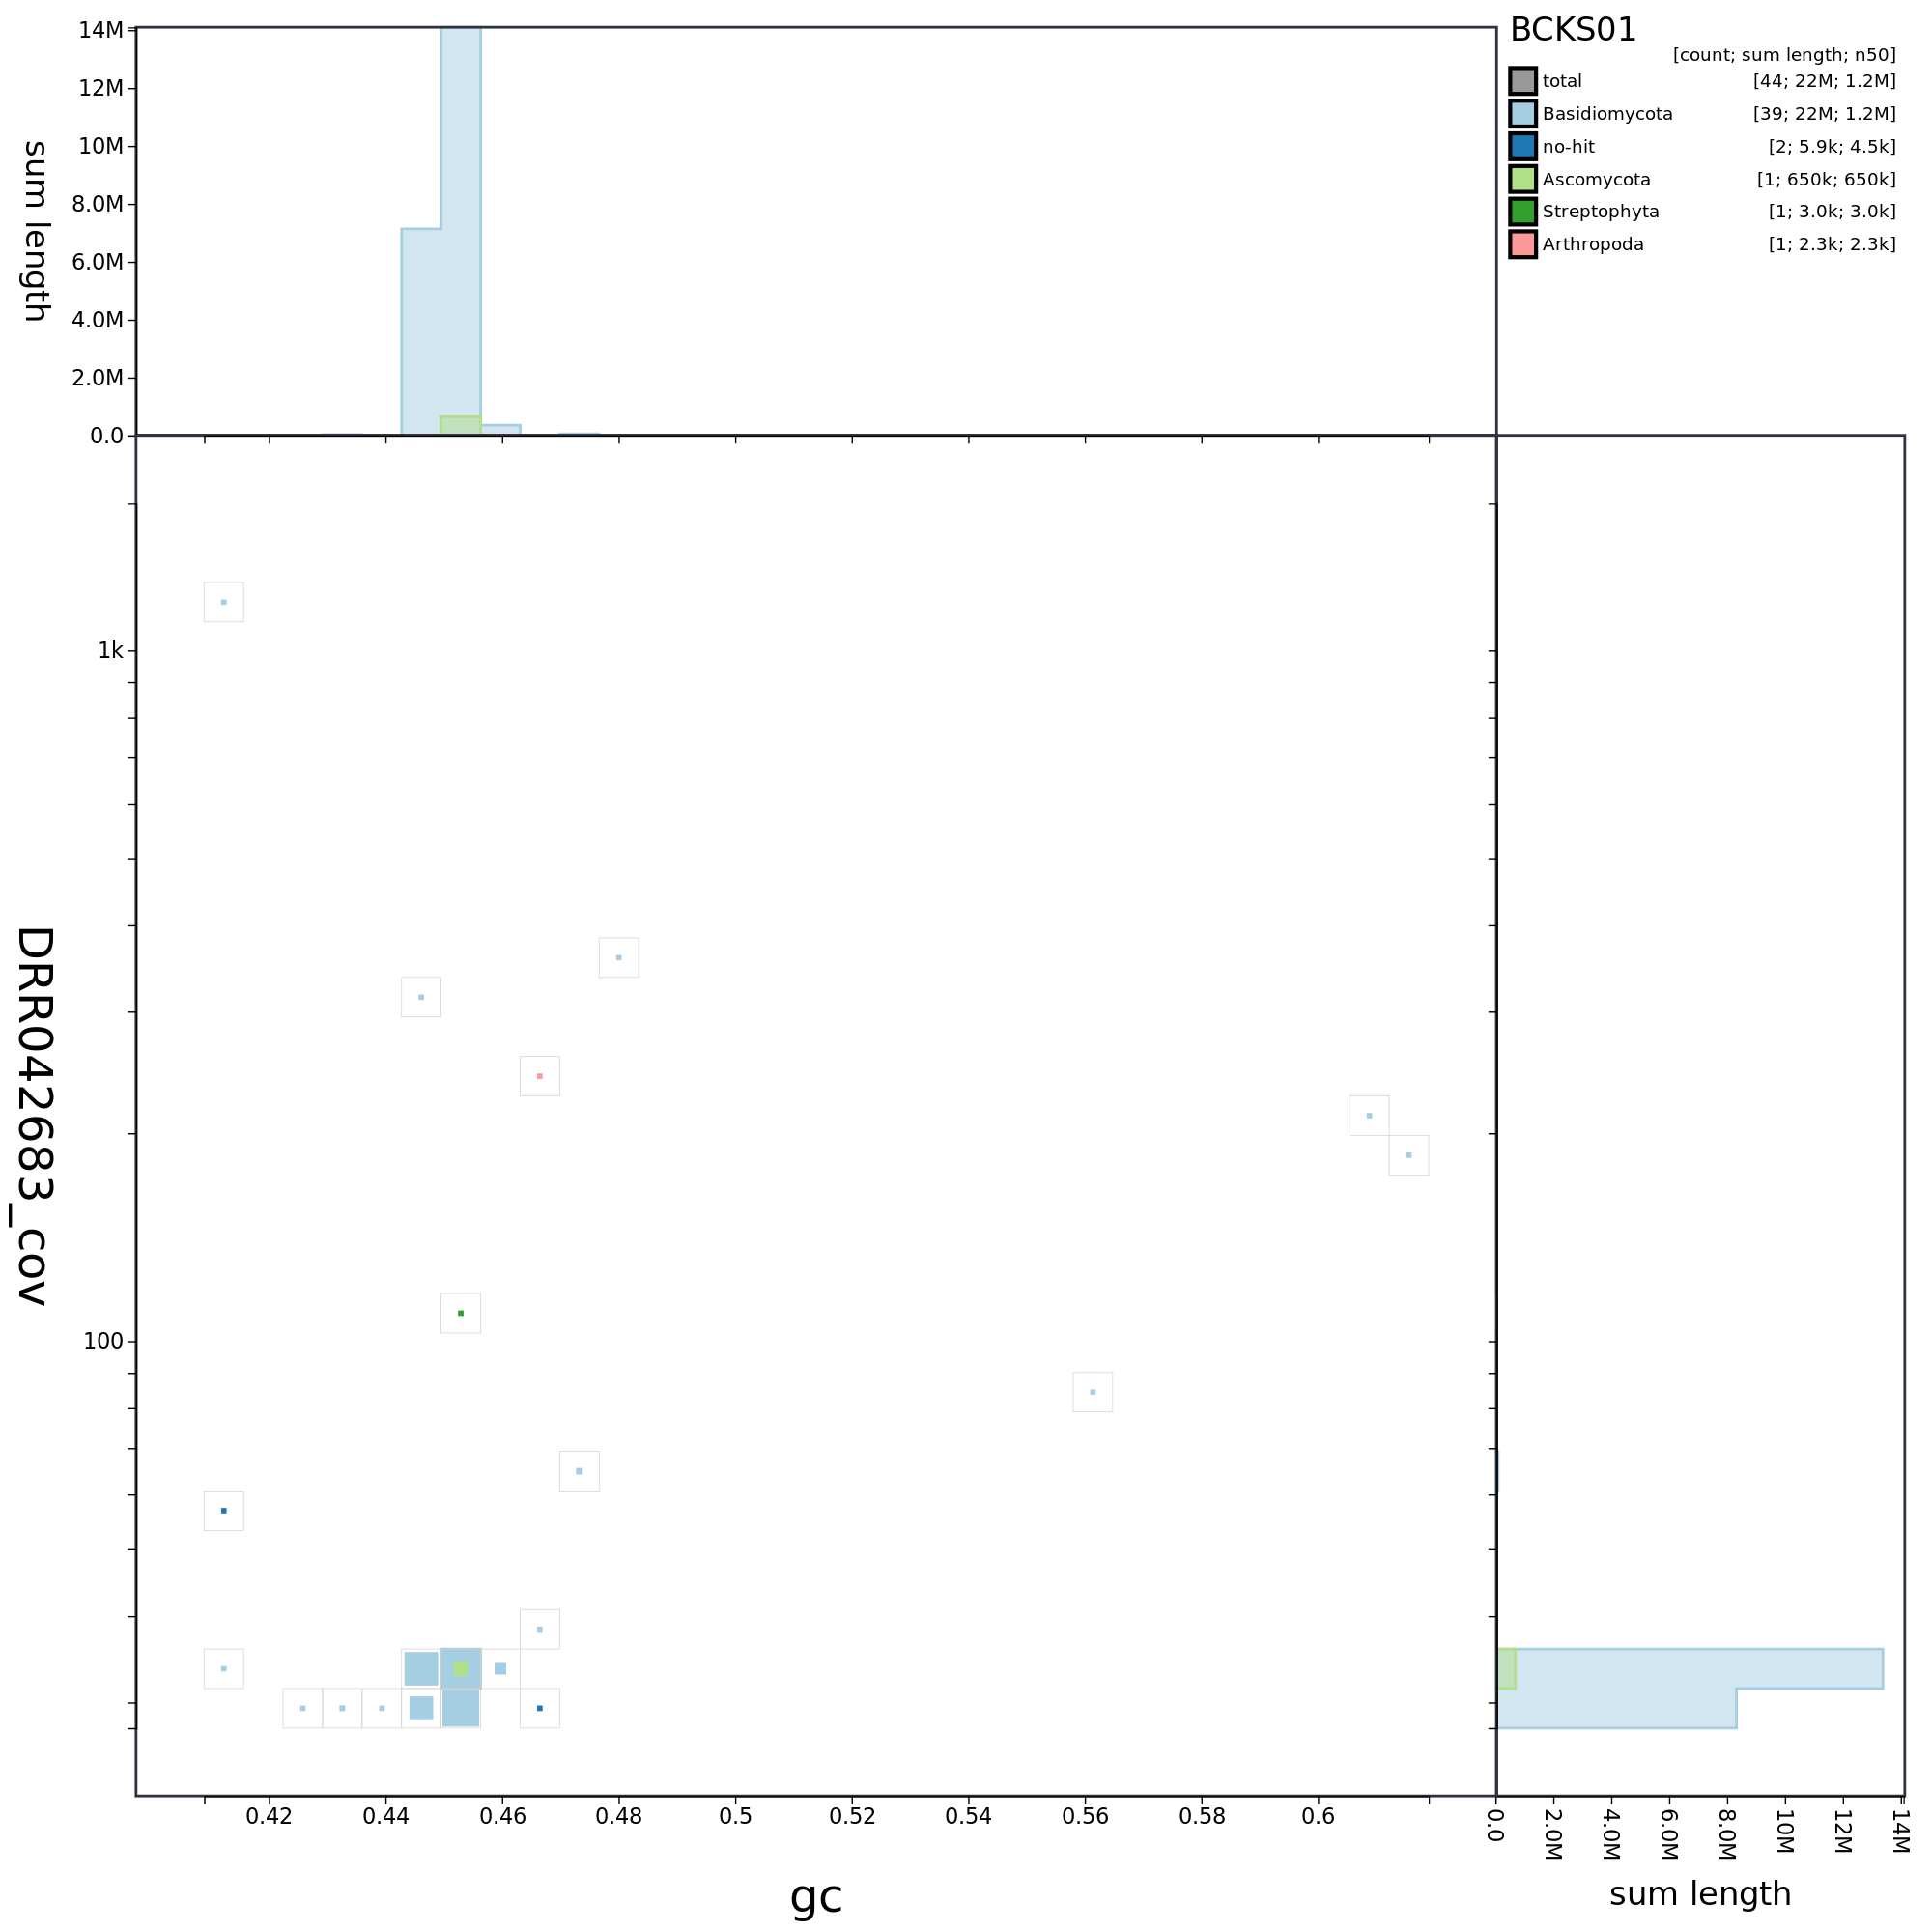 BCKS01
[count; sum length; n50]
total [44; 22M; 1.2M]
Basidiomycota [39; 22M; 1.2M]
no-hit [2; 5.9k; 4.5k]
Ascomycota [1; 650k; 650k]
Streptophyta [1; 3.0k; 3.0k]
Arthropoda [1; 2.3k; 2.3k]
sum length
14M
12M
10M
8.0M
6.0M
4.0M
2.0M
0.0
DRR042683_cov
1k
100
0.42 0.44 0.46 0.48 0.5 0.52 0.54 0.56 0.58 0.6
gc
0.0 2.0M 4.0M 6.0M 8.0M 10M 12M 14M
sum length